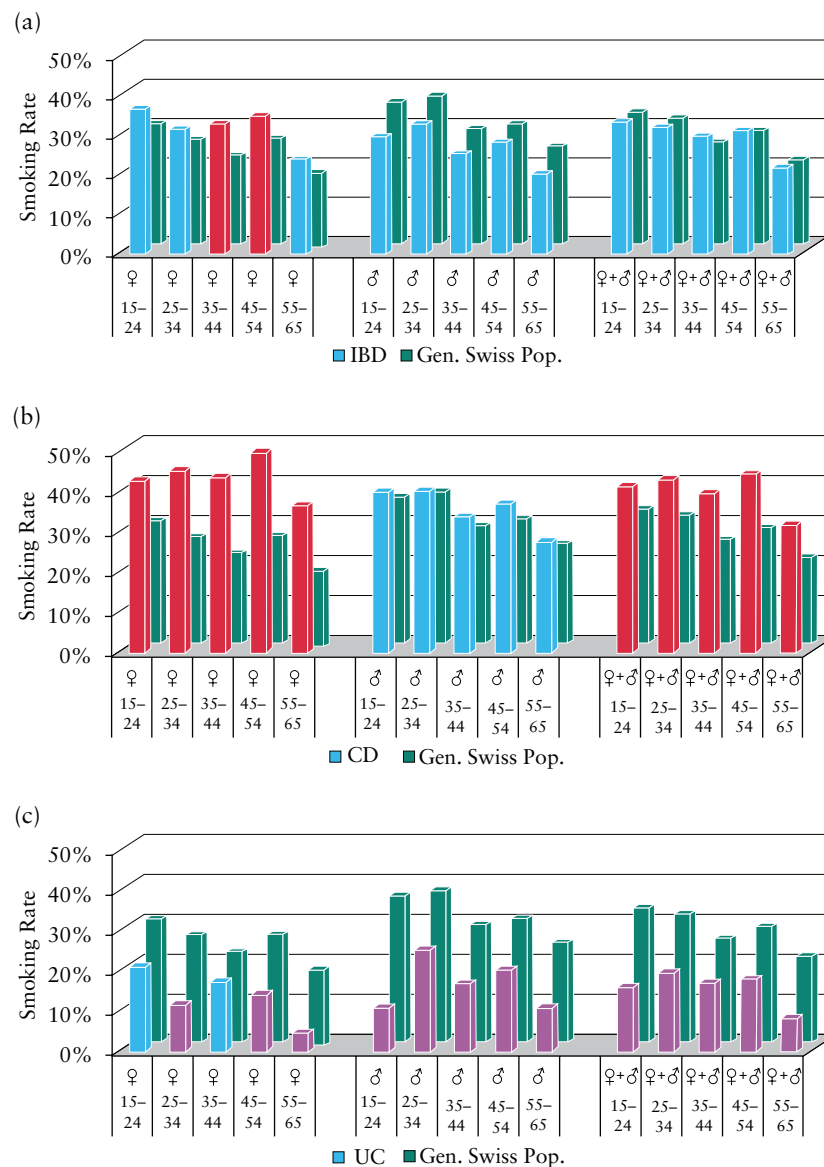 (a)
50%
40%
30%
20%
10%
0%
Smoking Rate
♀ ♀ ♀ ♀ ♀ ♂ ♂ ♂ ♂ ♂ ♀+♂ ♀+♂ ♀+♂ ♀+♂ ♀+♂
15– 25– 35– 45– 55– 15– 25– 35– 45– 55– 15– 25– 35– 45– 55–
24 34 44 54 65 24 34 44 54 65 24 34 44 54 65
IBD Gen. Swiss Pop.
(b)
50%
40%
30%
20%
10%
0%
Smoking Rate
♀ ♀ ♀ ♀ ♀ ♂ ♂ ♂ ♂ ♂ ♀+♂ ♀+♂ ♀+♂ ♀+♂ ♀+♂
15– 25– 35– 45– 55– 15– 25– 35– 45– 55– 15– 25– 35– 45– 55–
24 34 44 54 65 24 34 44 54 65 24 34 44 54 65
CD Gen. Swiss Pop.
(c)
50%
40%
30%
20%
10%
0%
Smoking Rate
♀ ♀ ♀ ♀ ♀ ♂ ♂ ♂ ♂ ♂ ♀+♂ ♀+♂ ♀+♂ ♀+♂ ♀+♂
15– 25– 35– 45– 55– 15– 25– 35– 45– 55– 15– 25– 35– 45– 55–
24 34 44 54 65 24 34 44 54 65 24 34 44 54 65
UC Gen. Swiss Pop.